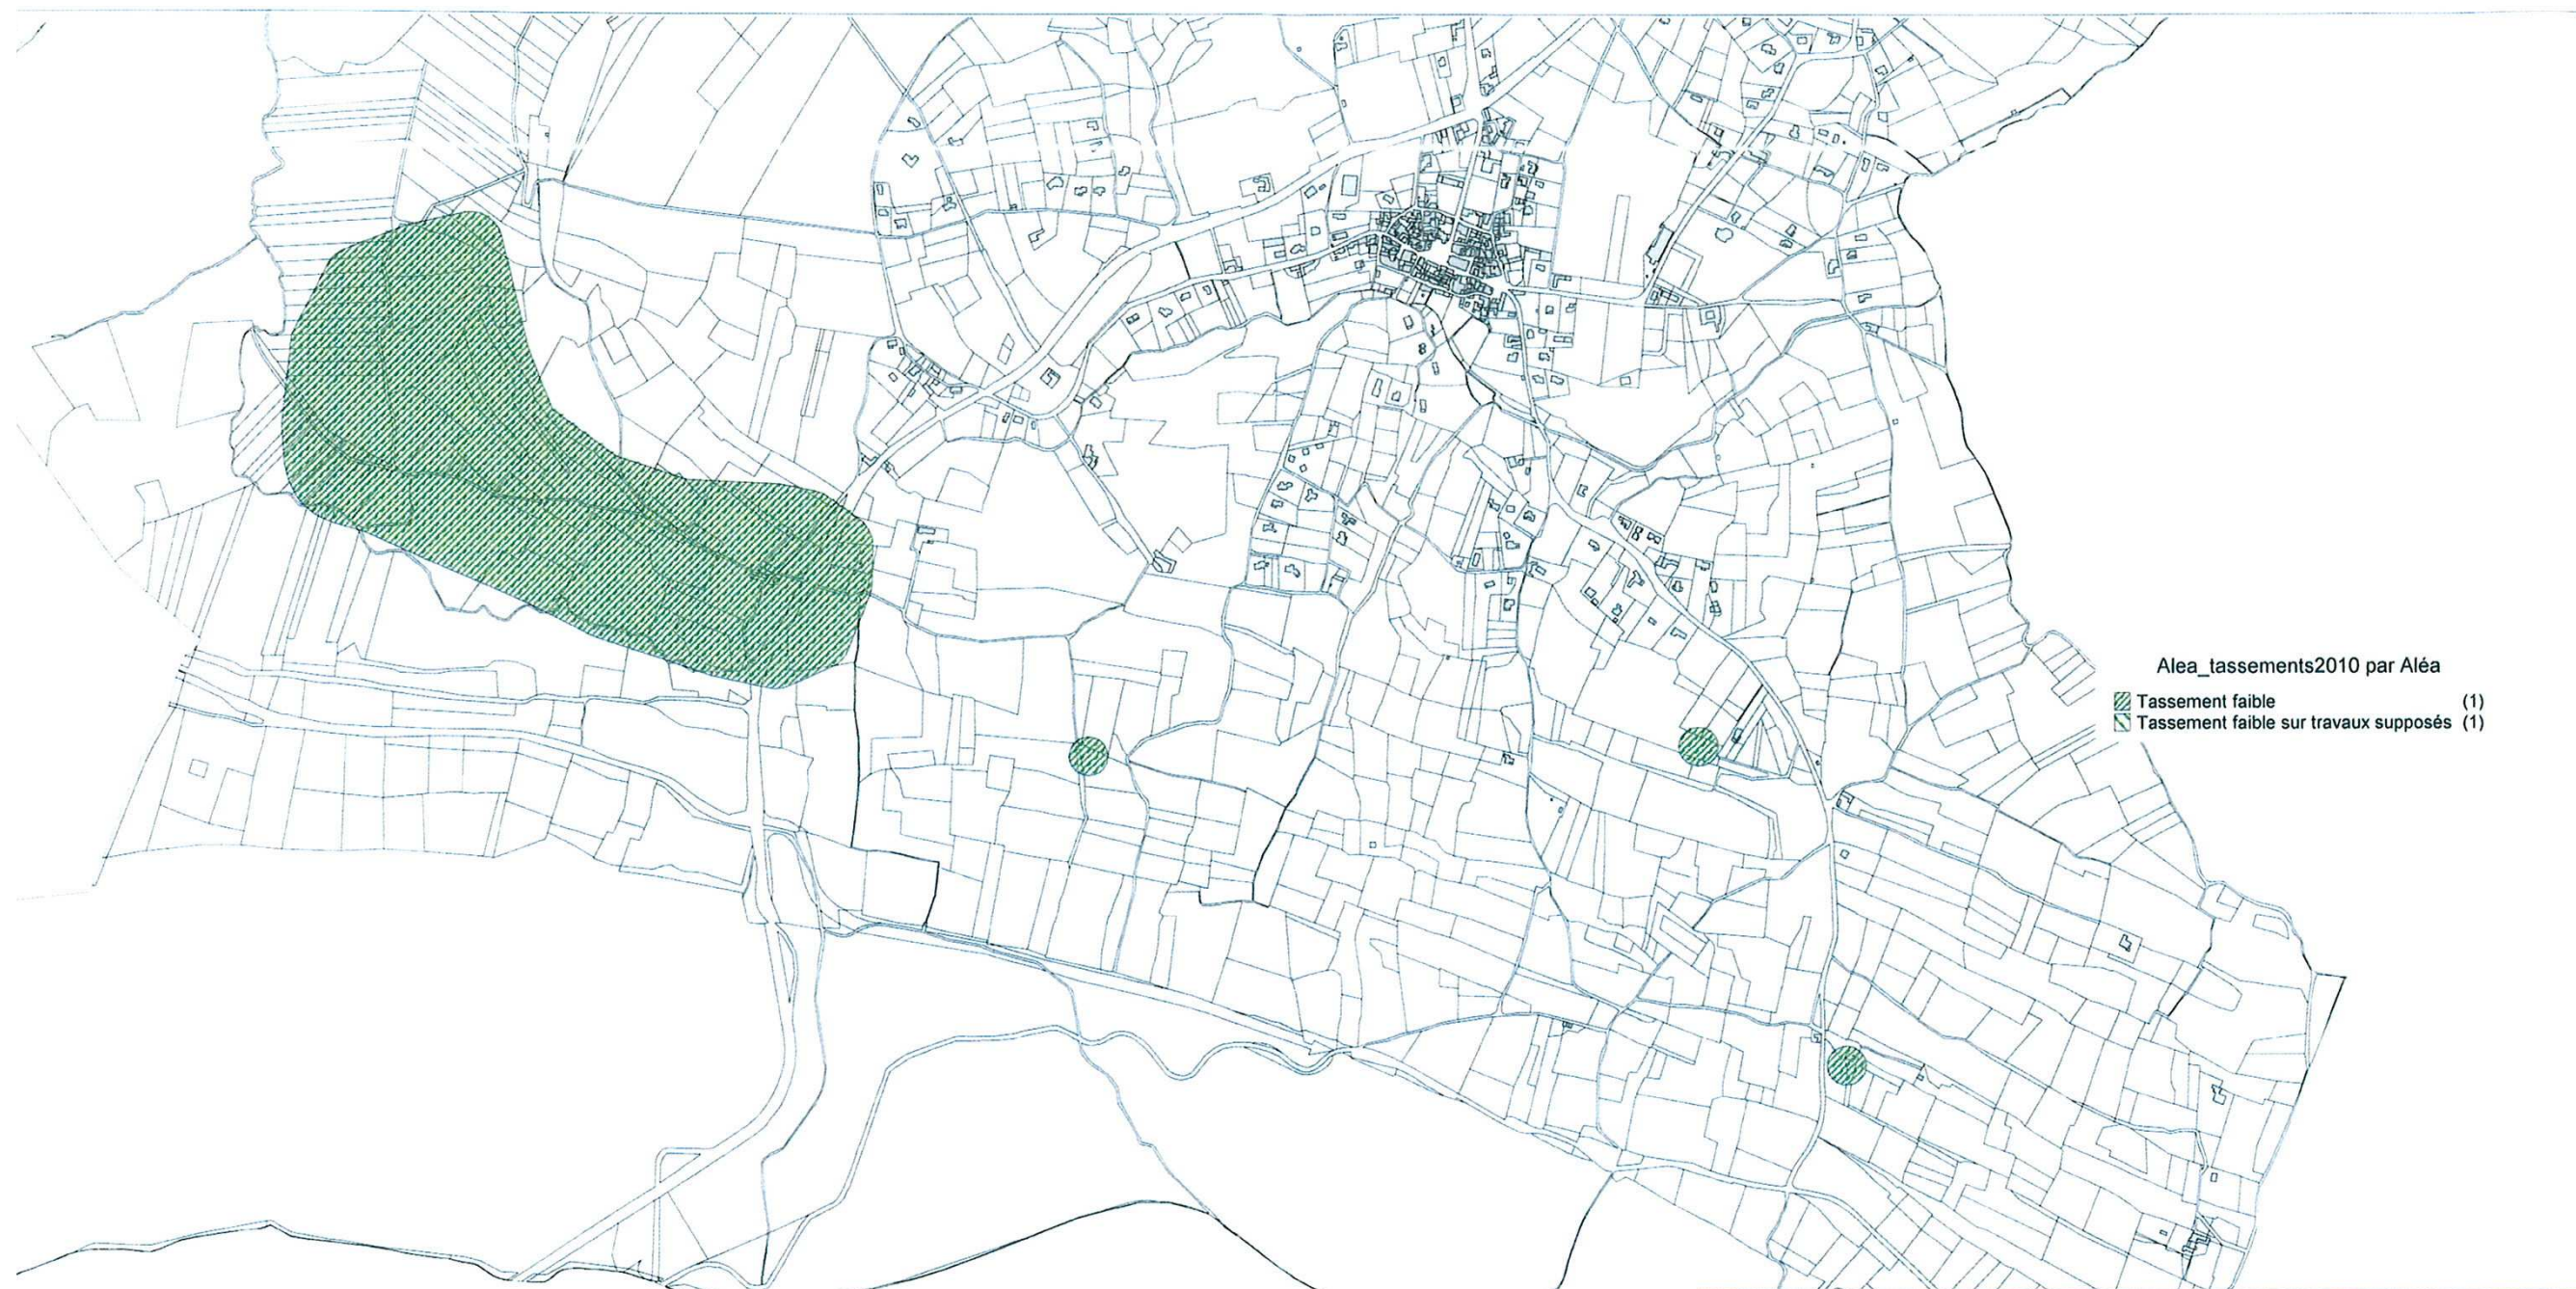 Alea_tassements2010 par Aléa
Tassement faible (1)
Tassement faible sur travaux supposés (1)